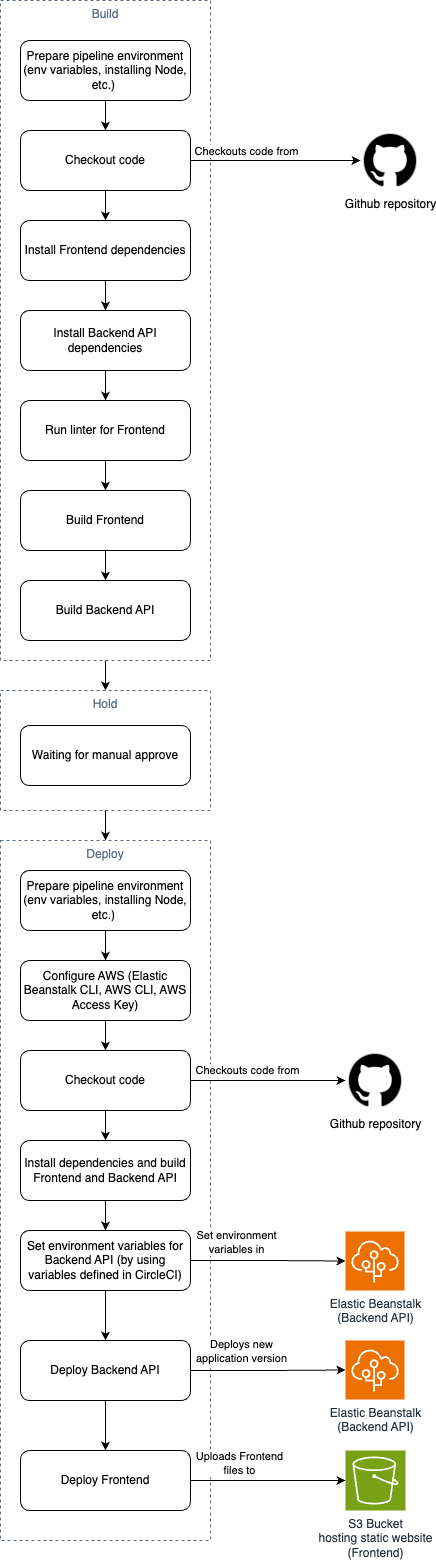 Build
Prepare pipeline environment
(env variables, installing Node,
etc.)
Checkout code
Checkouts code from
Github repository
Install Frontend dependencies
Install Backend API
dependencies
Run linter for Frontend
Build Frontend
Build Backend API
Hold
Waiting for manual approve
Deploy
Prepare pipeline environment
(env variables, installing Node,
etc.)
Configure AWS (Elastic
Beanstalk CLI, AWS CLI, AWS
Access Key)
Checkout code
Checkouts code from
Github repository
Install dependencies and build
Frontend and Backend API
Set environment variables for
Backend API (by using
variables defined in CircleCI)
Set environment
variables in
Elastic Beanstalk
(Backend API)
Deploy Backend API
Deploys new
application version
Elastic Beanstalk
(Backend API)
Deploy Frontend
Uploads Frontend
files to
S3 Bucket
hosting static website
(Frontend)